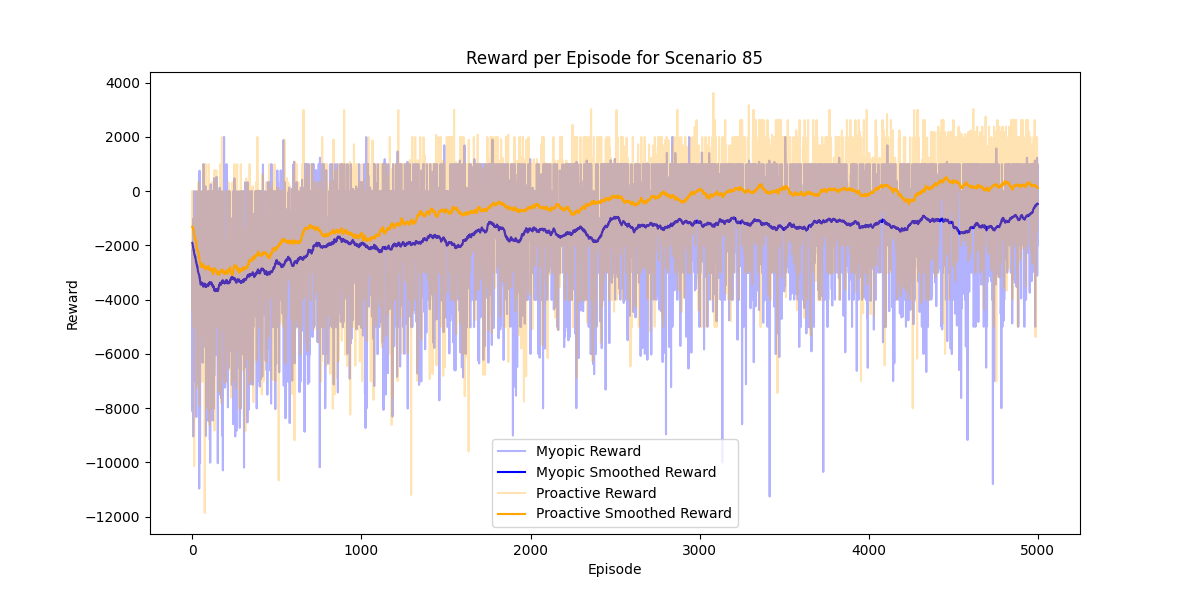 Reward per Episode for Scenario 85
4000
2000
0
−2000
−4000
−6000
−8000
−10000
−12000
Reward
0 1000 2000 3000 4000 5000
Episode
Myopic Reward
Myopic Smoothed Reward
Proactive Reward
Proactive Smoothed Reward